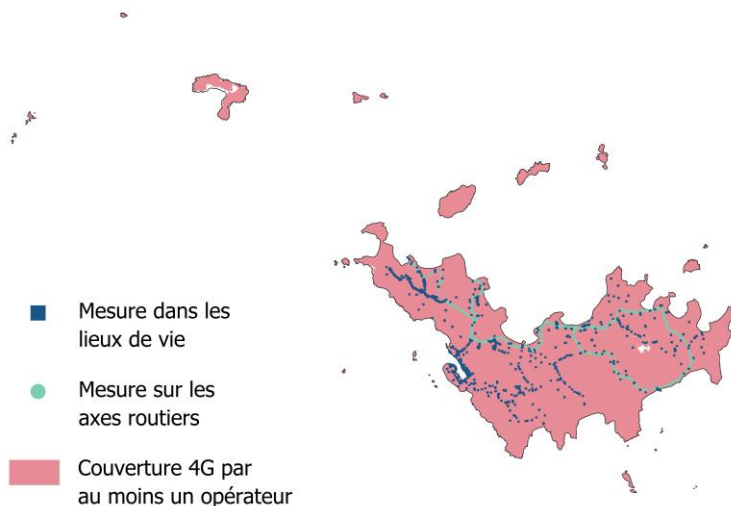 Mesure dans les
lieux de vie
Mesure sur les
axes routiers
Couverture 4G par
au moins un opérateur